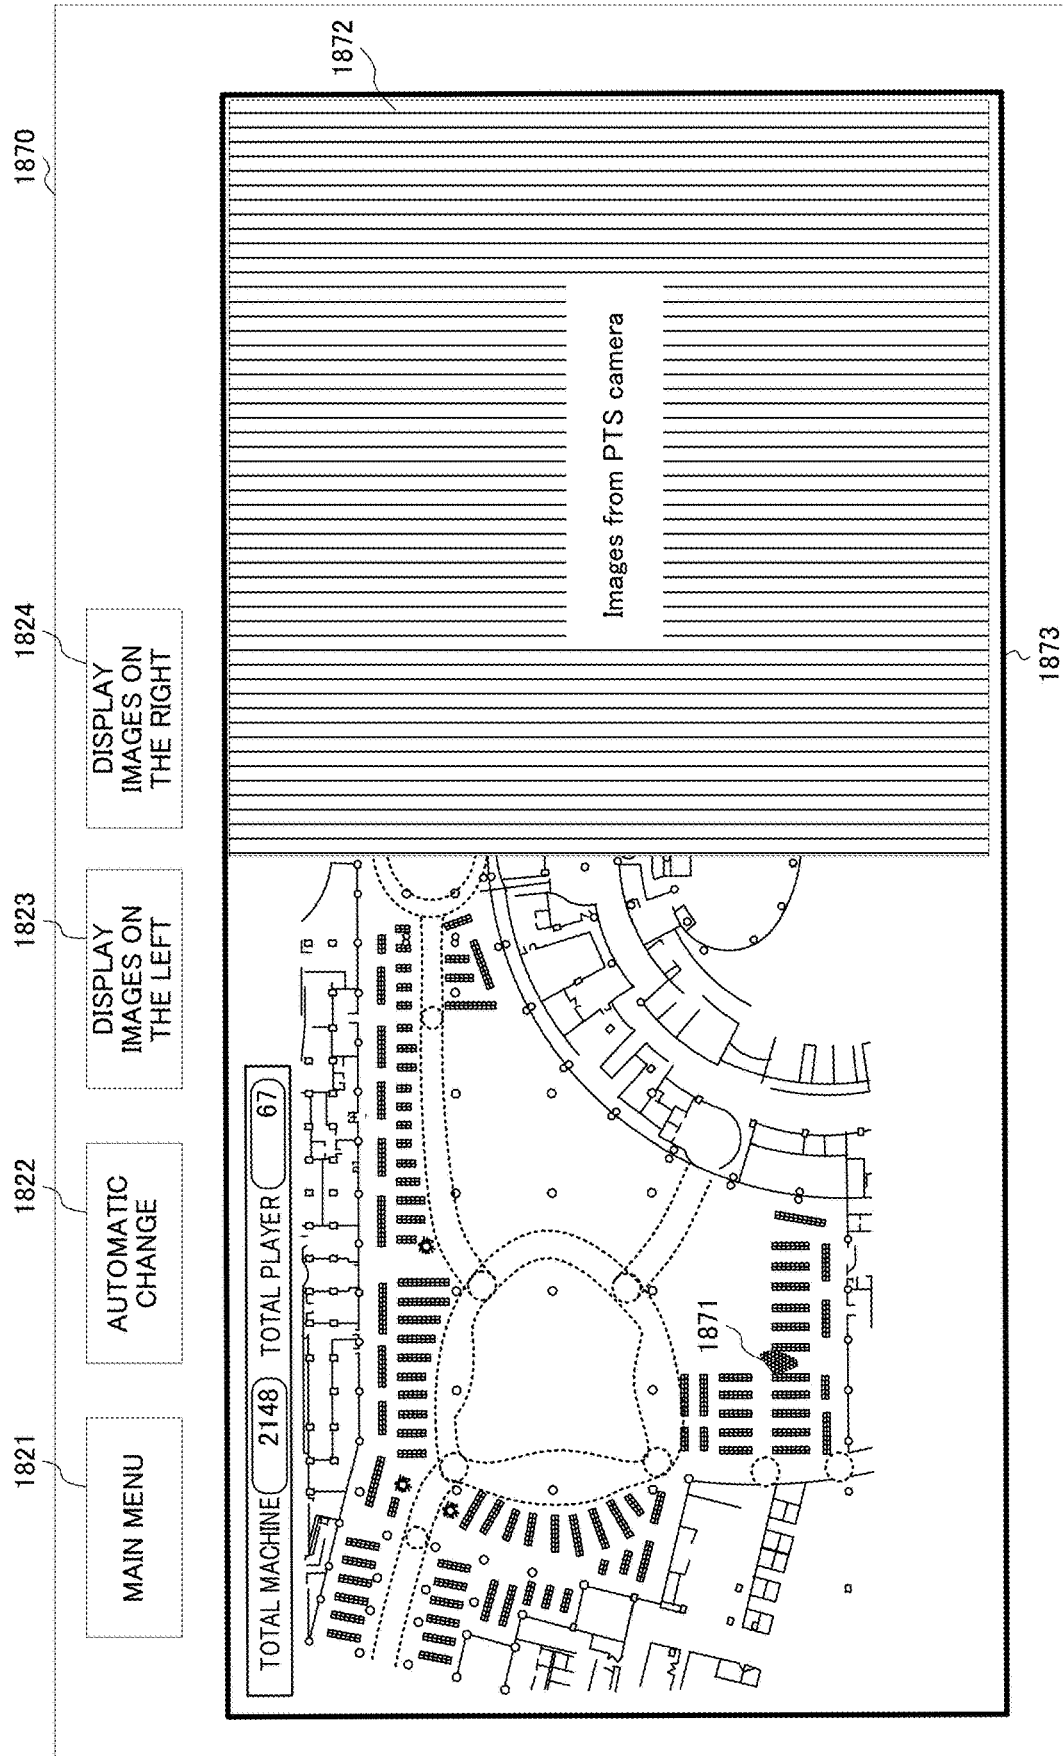 1870
1821
1822
1823
1824
MAIN MENU
AUTOMATIC
CHANGE
DISPLAY
IMAGES ON
THE LEFT
DISPLAY
IMAGES ON
THE RIGHT
TOTAL MACHINE 2148 TOTAL PLAYER 67
1872
Images from PTS camera
1871
1873